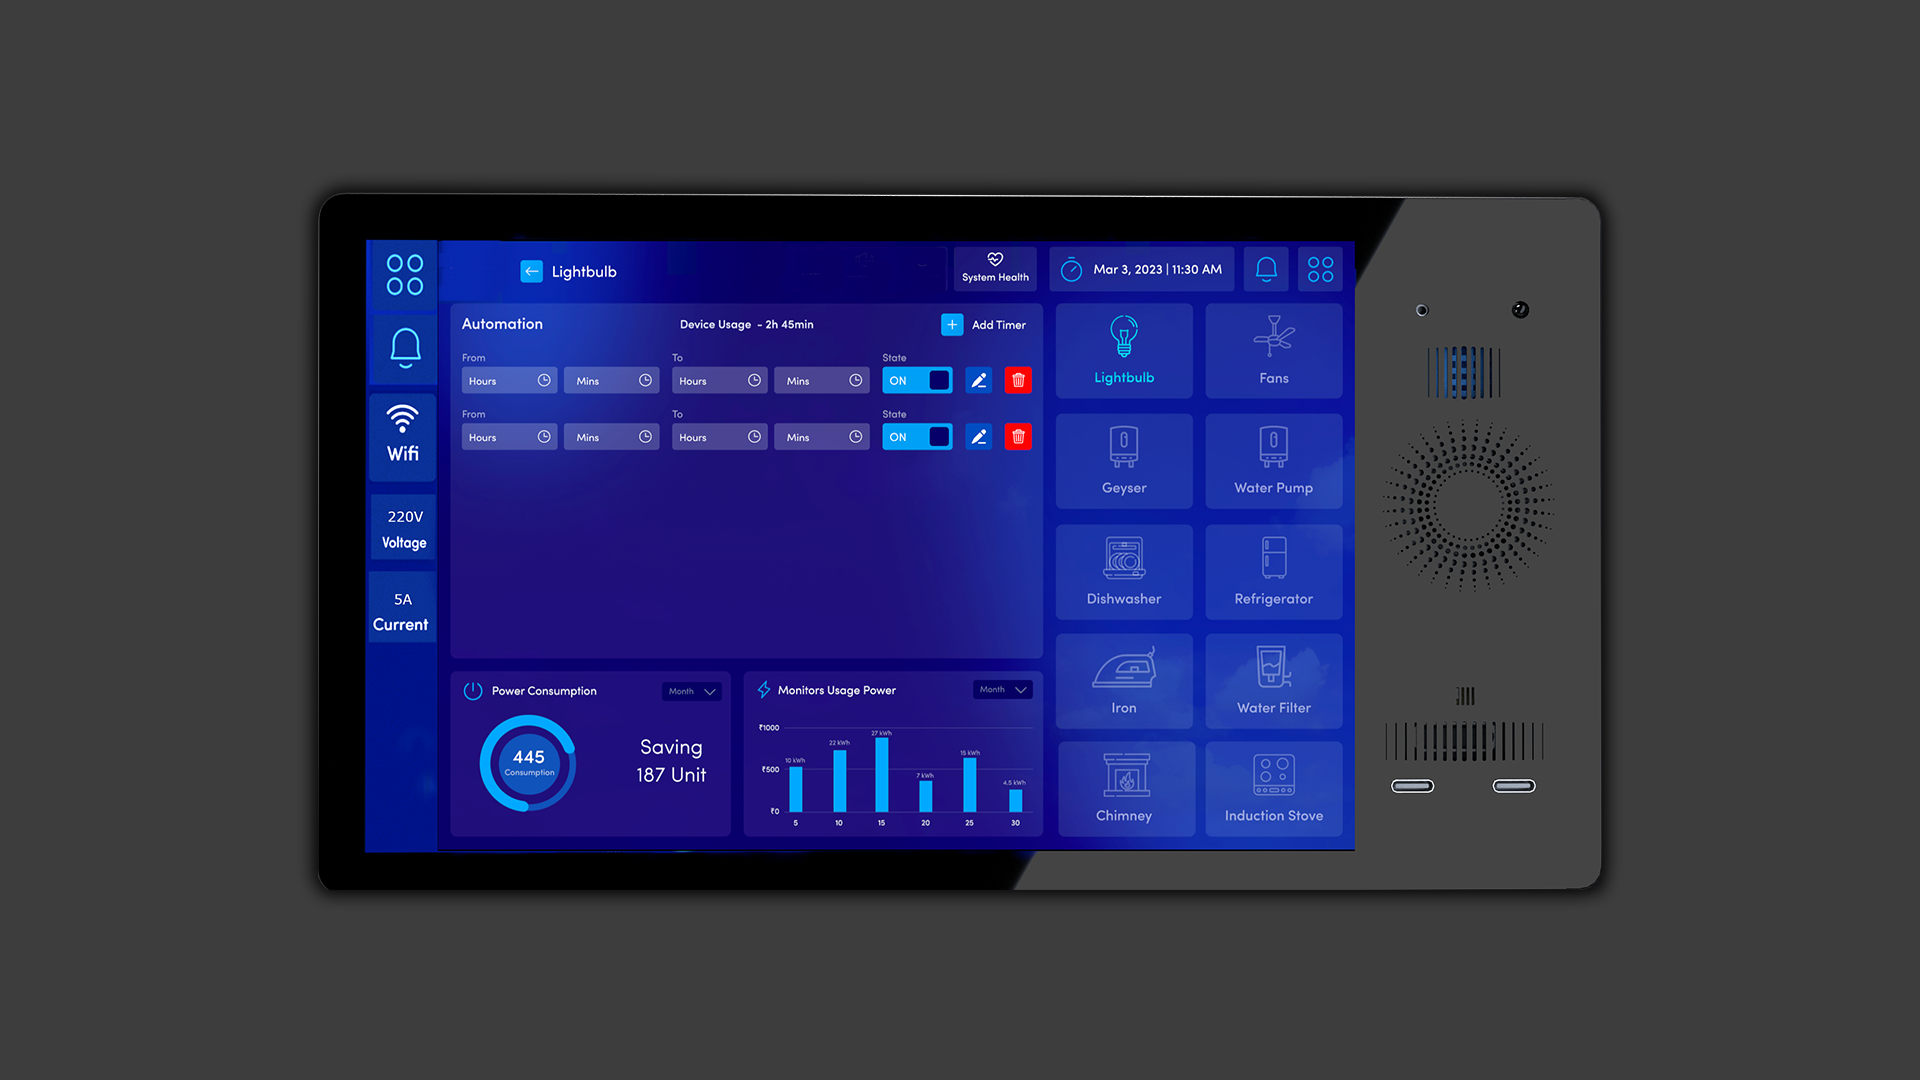 Lightbulb
System Health
Mar 3, 2023 | 11:30 AM
Wifi
220V
Voltage
5A
Current
Automation
Device Usage - 2h 45min
+ Add Timer
From
To
State
Hours
Mins
Hours
Mins
ON
From
To
State
Hours
Mins
Hours
Mins
ON
Power Consumption
Month
445
Consumption
Saving
187 Unit
Monitors Usage Power
Month
₹1000
₹500
₹0
10 kWh
22 kWh
27 kWh
7 kWh
15 kWh
4.5 kWh
5
10
15
20
25
30
Lightbulb
Fans
Geyser
Water Pump
Dishwasher
Refrigerator
Iron
Water Filter
Chimney
Induction Stove